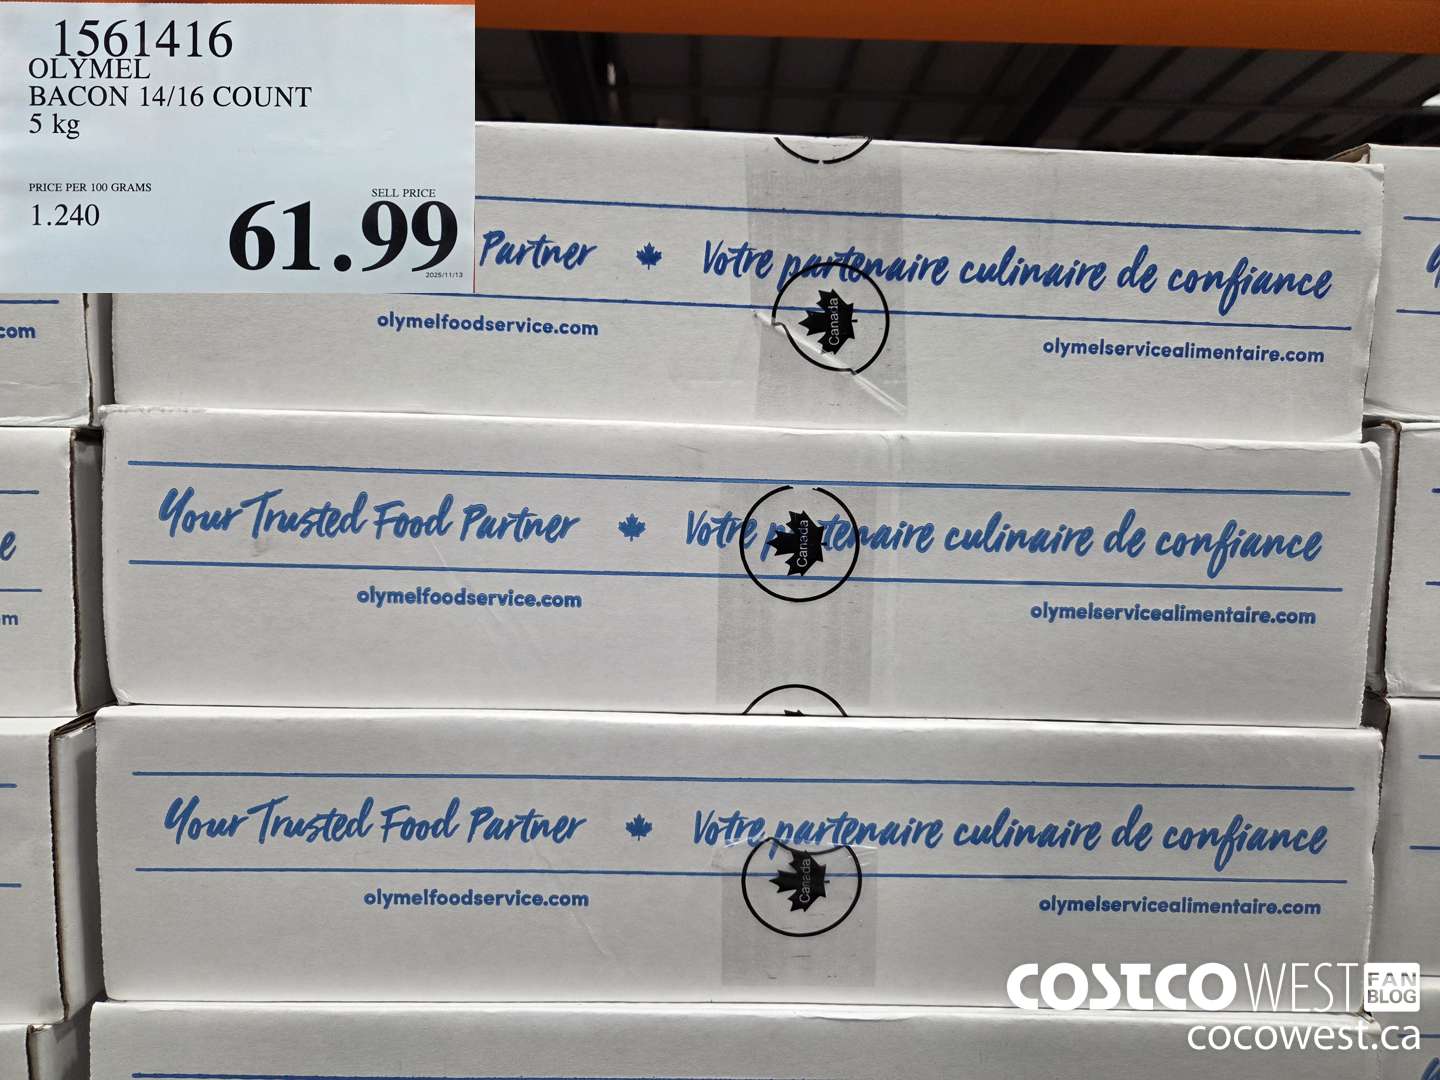 1561416
OLYMEL
BACON 14/16 COUNT
5 kg
PRICE PER 100 GRAMS
1.240
SELL PRICE
61.99
2025/11/13
Partner Votre partenaire culinaire de confiance
Canada
.com
olymelfoodservice.com
olymelservicealimentaire.com
Your Trusted Food Partner Votre partenaire culinaire de confiance
Canada
e
olymelfoodservice.com
olymelservicealimentaire.com
m
Your Trusted Food Partner Votre partenaire culinaire de confiance
Canada
olymelfoodservice.com
olymelservicealimentaire.com
COSTCO WEST FAN BLOG
cocowest.ca